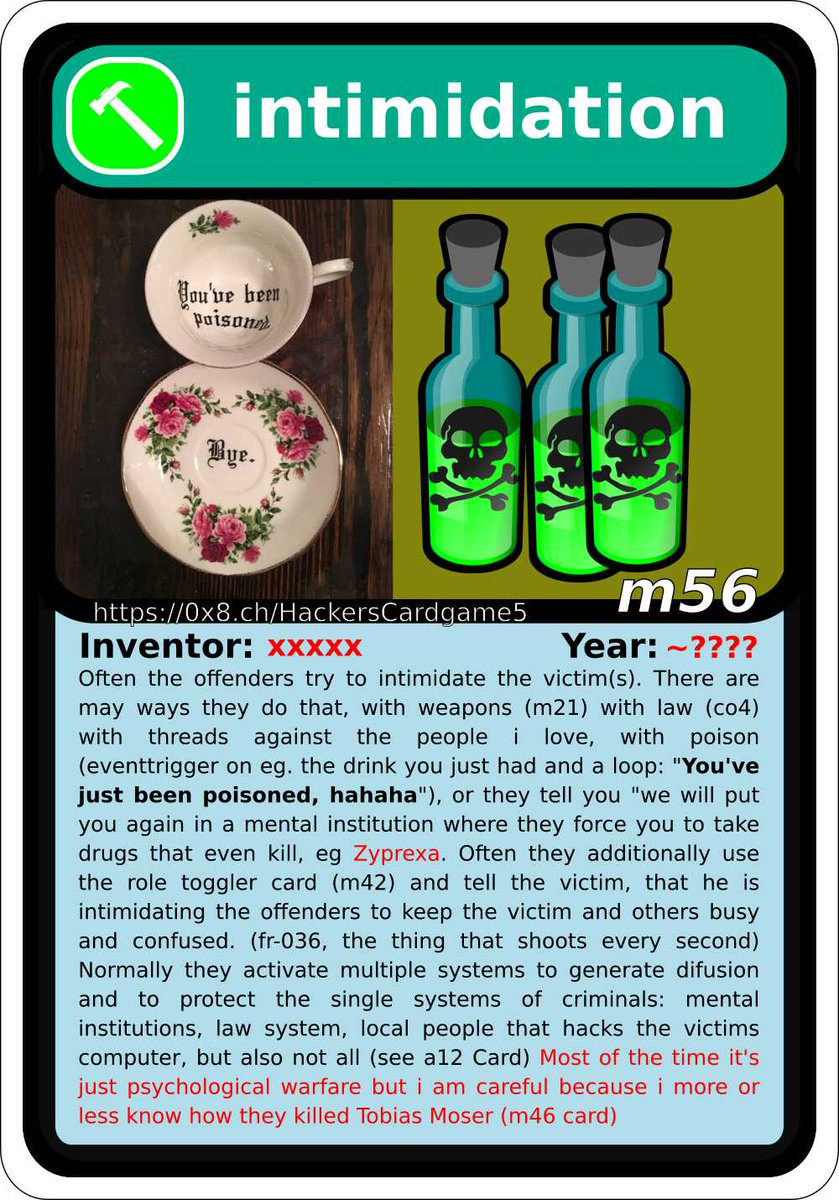 intimidation
You've been
poisoned.
Bye.
m56
https://0x8.ch/HackersCardgame5
Inventor: xxxxx Year: ~????
Often the offenders try to intimidate the victim(s). There are
may ways they do that, with weapons (m21) with law (co4)
with threads against the people i love, with poison
(eventtrigger on eg. the drink you just had and a loop: "You've
just been poisoned, hahaha"), or they tell you "we will put
you again in a mental institution where they force you to take
drugs that even kill, eg Zyprexa. Often they additionally use
the role toggler card (m42) and tell the victim, that he is
intimidating the offenders to keep the victim and others busy
and confused. (fr-036, the thing that shoots every second)
Normally they activate multiple systems to generate difusion
and to protect the single systems of criminals: mental
institutions, law system, local people that hacks the victims
computer, but also not all (see a12 Card) Most of the time it's
just psychological warfare but i am careful because i more or
less know how they killed Tobias Moser (m46 card)